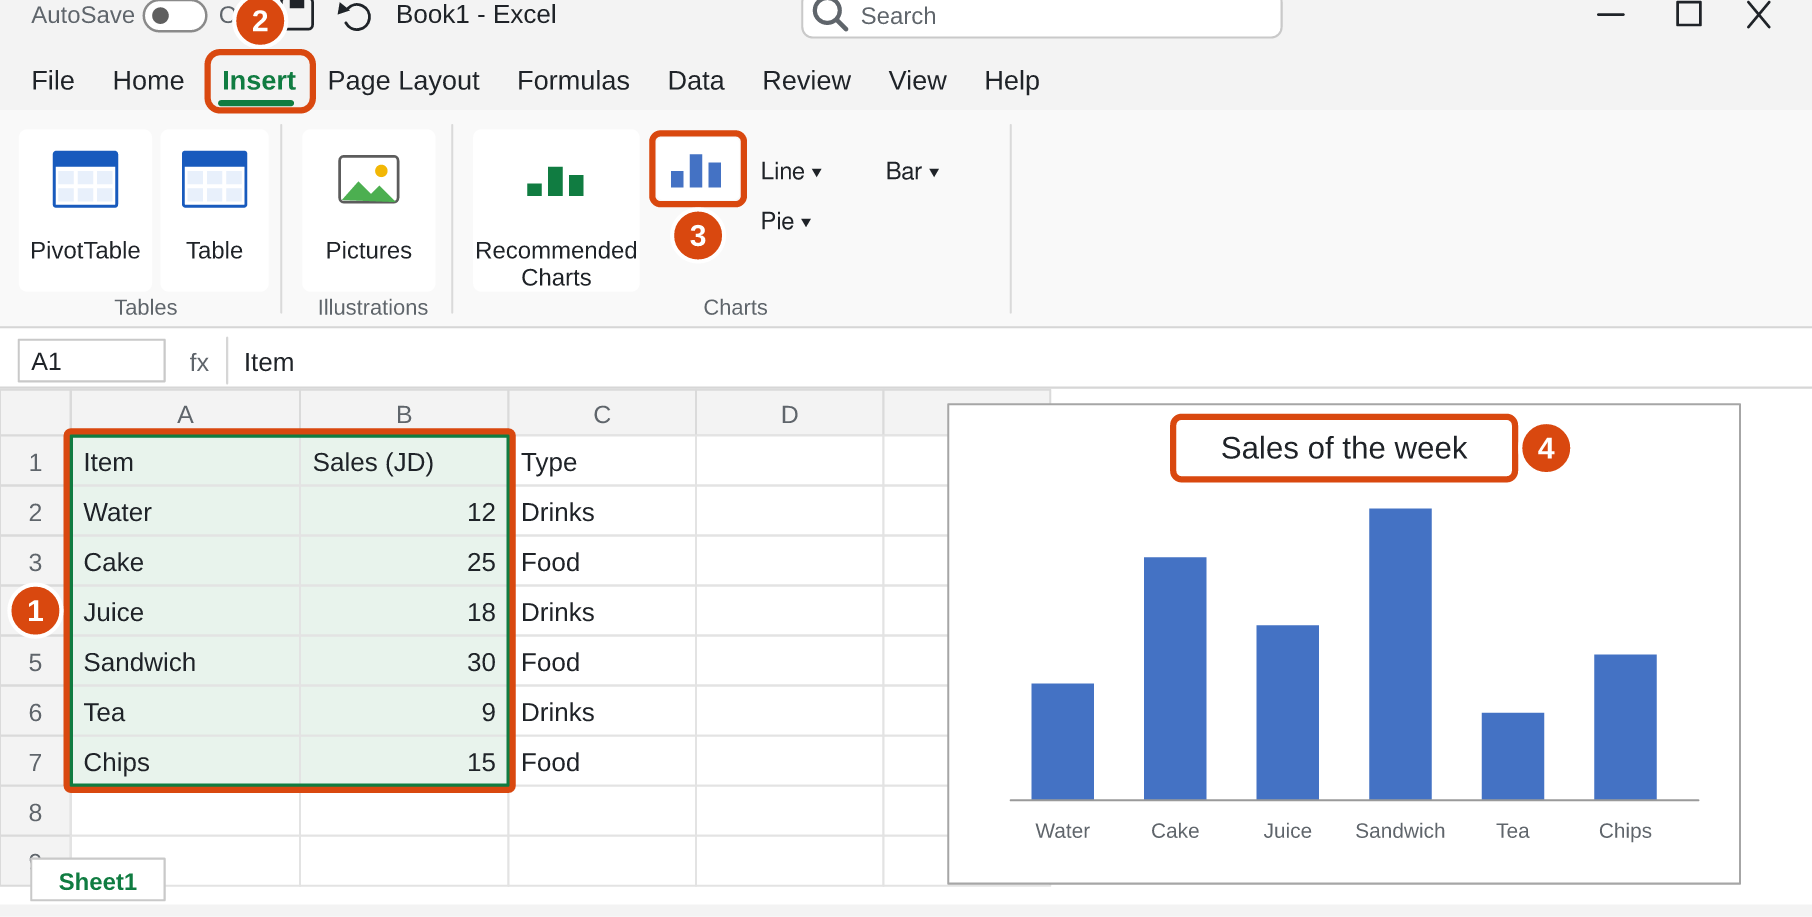 AutoSave
2
Book1 - Excel
Search
File Home Insert Page Layout Formulas Data Review View Help
Line ▾ Bar ▾
3
Pie ▾
PivotTable Table Pictures Recommended
Charts
Tables Illustrations Charts
A1 fx Item
A B C D
Sales of the week 4
1 Item Sales (JD) Type
2 Water 12 Drinks
3 Cake 25 Food
1 Juice 18 Drinks
5 Sandwich 30 Food
6 Tea 9 Drinks
7 Chips 15 Food
8
Water Cake Juice Sandwich Tea Chips
Sheet1